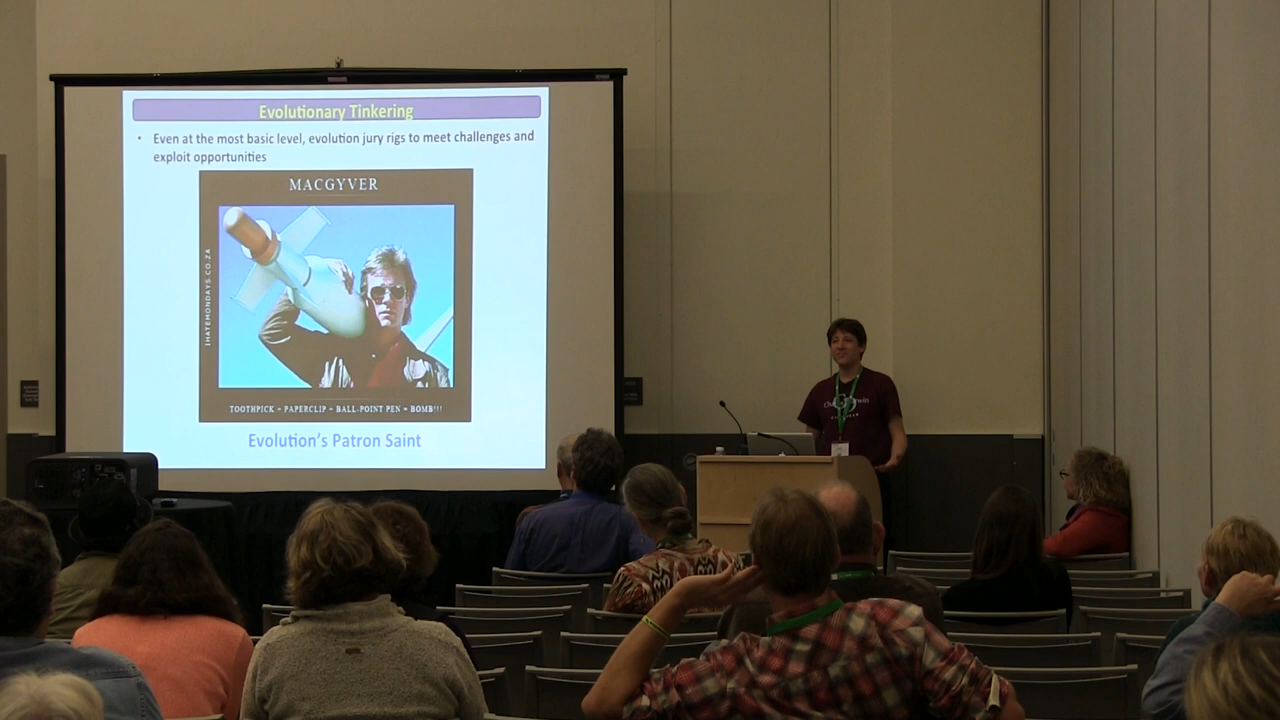 Evolutionary Tinkering
• Even at the most basic level, evolution jury rigs to meet challenges and
exploit opportunities
MACGYVER
IHATEMONDAYS.CO.ZA
TOOTHPICK + PAPERCLIP + BALL-POINT PEN = BOMB!!!
Evolution's Patron Saint